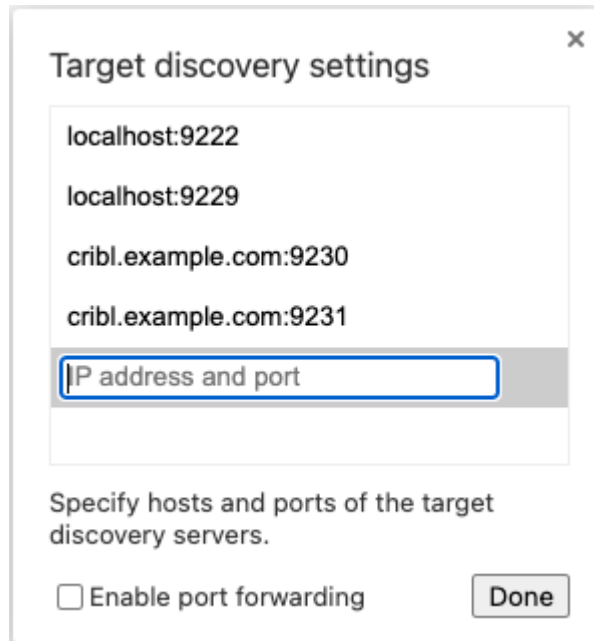 ×
Target discovery settings
localhost:9222
localhost:9229
cribl.example.com:9230
cribl.example.com:9231
IP address and port
Specify hosts and ports of the target
discovery servers.
Enable port forwarding
Done